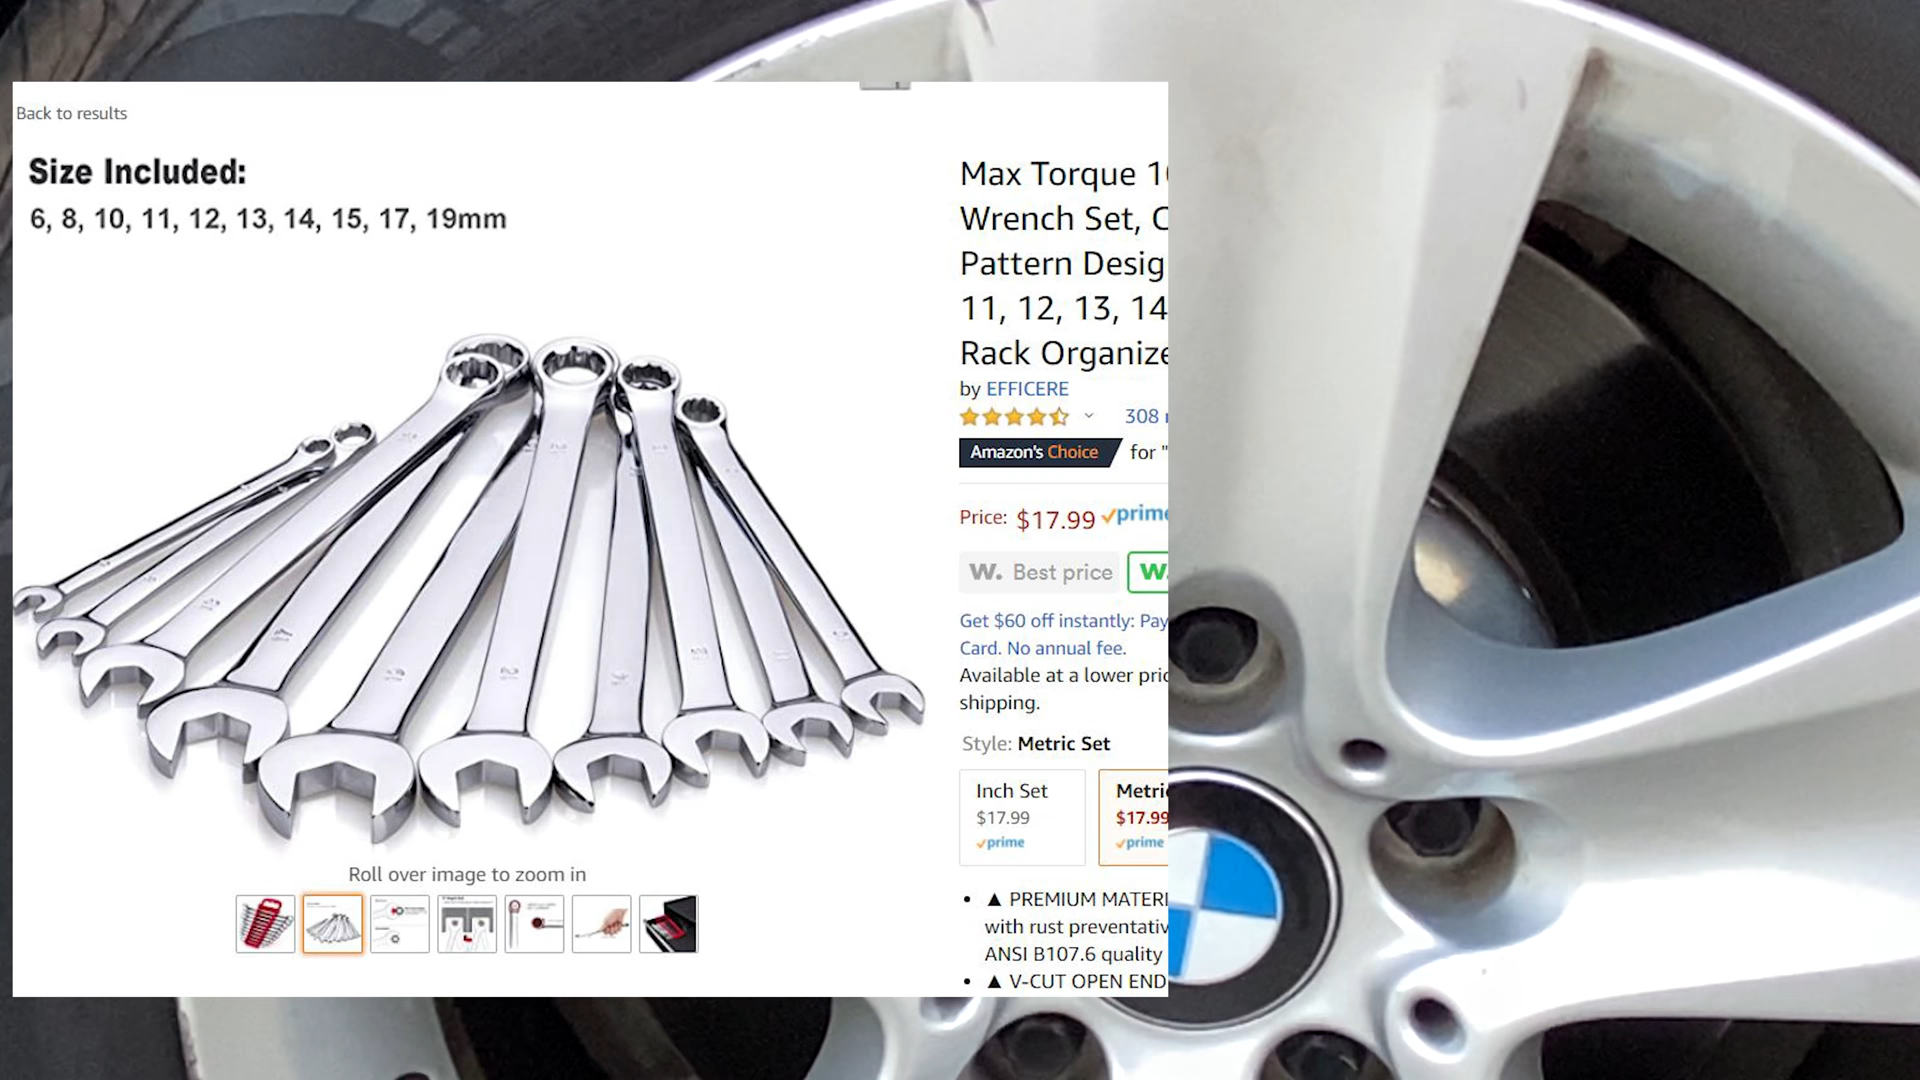 Back to results
Size Included:
6, 8, 10, 11, 12, 13, 14, 15, 17, 19mm
Max Torque 1
Wrench Set, C
Pattern Desig
11, 12, 13, 14
Rack Organize
by EFFICERE
308
Amazon's Choice for "
Price: $17.99 prime
W. Best price W.
Get $60 off instantly: Pay
Card. No annual fee.
Available at a lower pric
shipping.
Style: Metric Set
Inch Set
$17.99
prime
Metri
$17.99
prime
• ▲ PREMIUM MATERI
with rust preventativ
ANSI B107.6 quality
• ▲ V-CUT OPEN END
Roll over image to zoom in